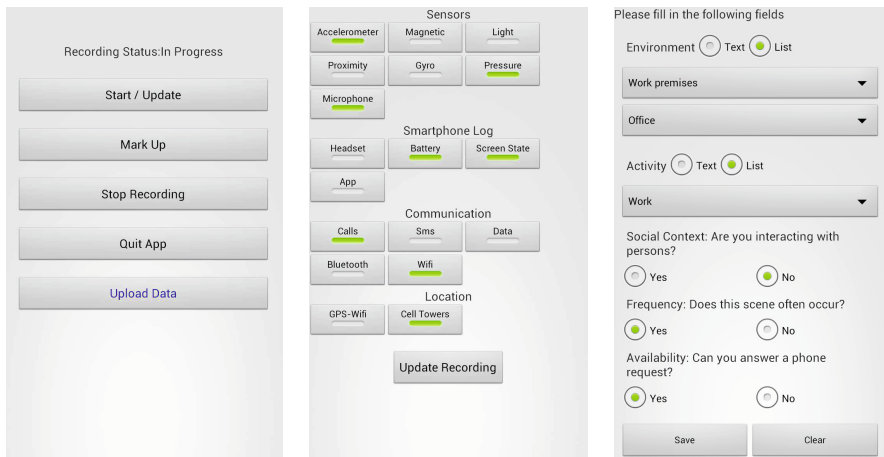 Recording Status:In Progress
Start / Update
Mark Up
Stop Recording
Quit App
Upload Data
Sensors
Accelerometer Magnetic Light
Proximity Gyro Pressure
Microphone
Smartphone Log
Headset Battery Screen State
App
Communication
Calls Sms Data
Bluetooth Wifi
Location
GPS-Wifi Cell Towers
Update Recording
Please fill in the following fields
Environment Text List
Work premises
Office
Activity Text List
Work
Social Context: Are you interacting with
persons?
Yes No
Frequency: Does this scene often occur?
Yes No
Availability: Can you answer a phone
request?
Yes No
Save Clear